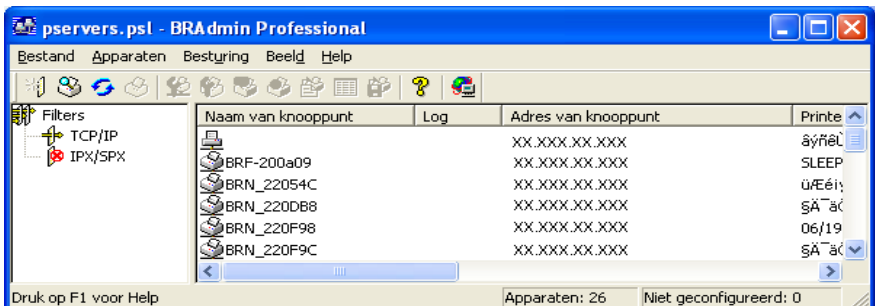 pservers.psl - BRAdmin Professional
Bestand Apparaten Besturing Beeld Help
Filters
TCP/IP
IPX/SPX
Naam van knooppunt Log Adres van knooppunt Printe
XX.XXX.XX.XXX
BRF-200a09 XX.XXX.XX.XXX SLEEP
BRN_22054C XX.XXX.XX.XXX
BRN_220DB8 XX.XXX.XX.XXX
BRN_220F98 XX.XXX.XX.XXX 06/19
BRN_220F9C XX.XXX.XX.XXX
Druk op F1 voor Help Apparaten: 26 Niet geconfigureerd: 0